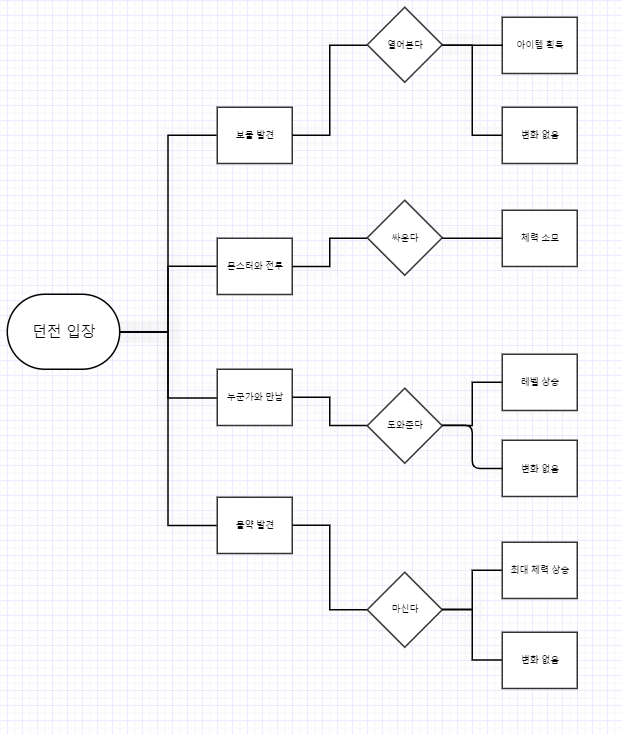 던전 입장
보물 발견
열어본다
아이템 획득
변화 없음
몬스터와 전투
싸운다
체력 소모
누군가와 만남
도와준다
레벨 상승
변화 없음
물약 발견
마신다
최대 체력 상승
변화 없음